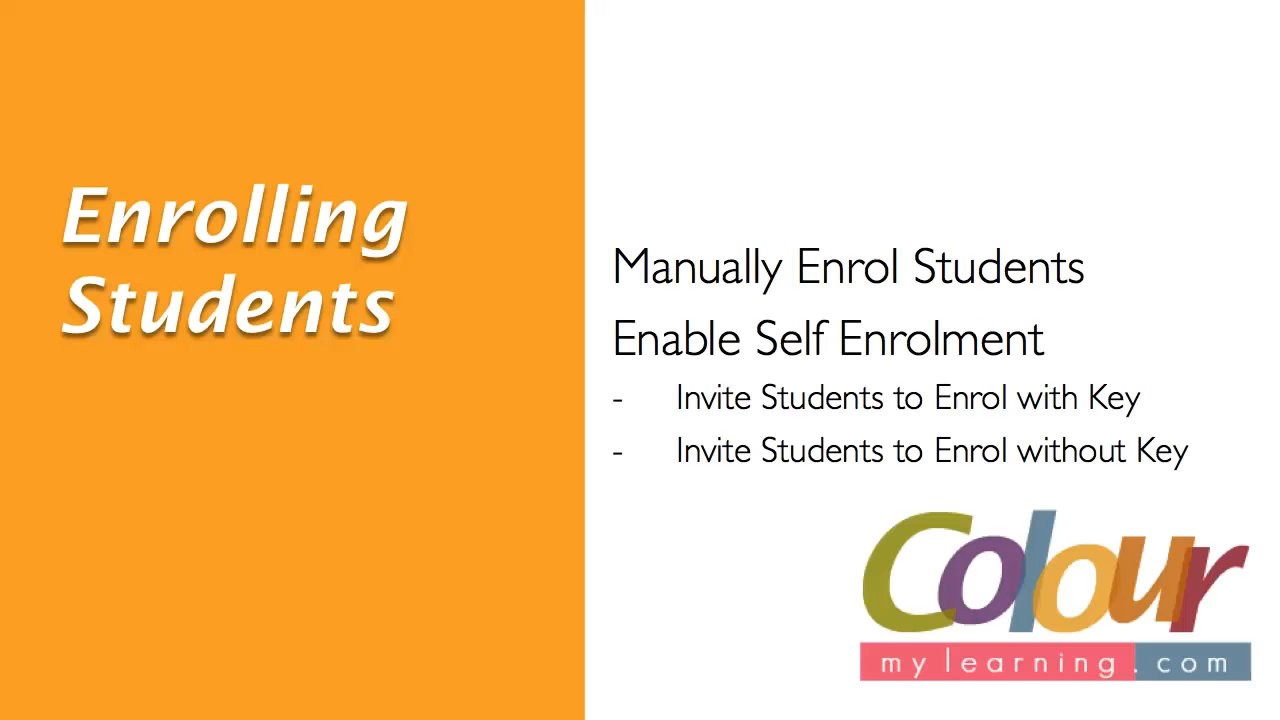 Enrolling
Students
Manually Enrol Students
Enable Self Enrolment
- Invite Students to Enrol with Key
- Invite Students to Enrol without Key
Colour
mylearning.com